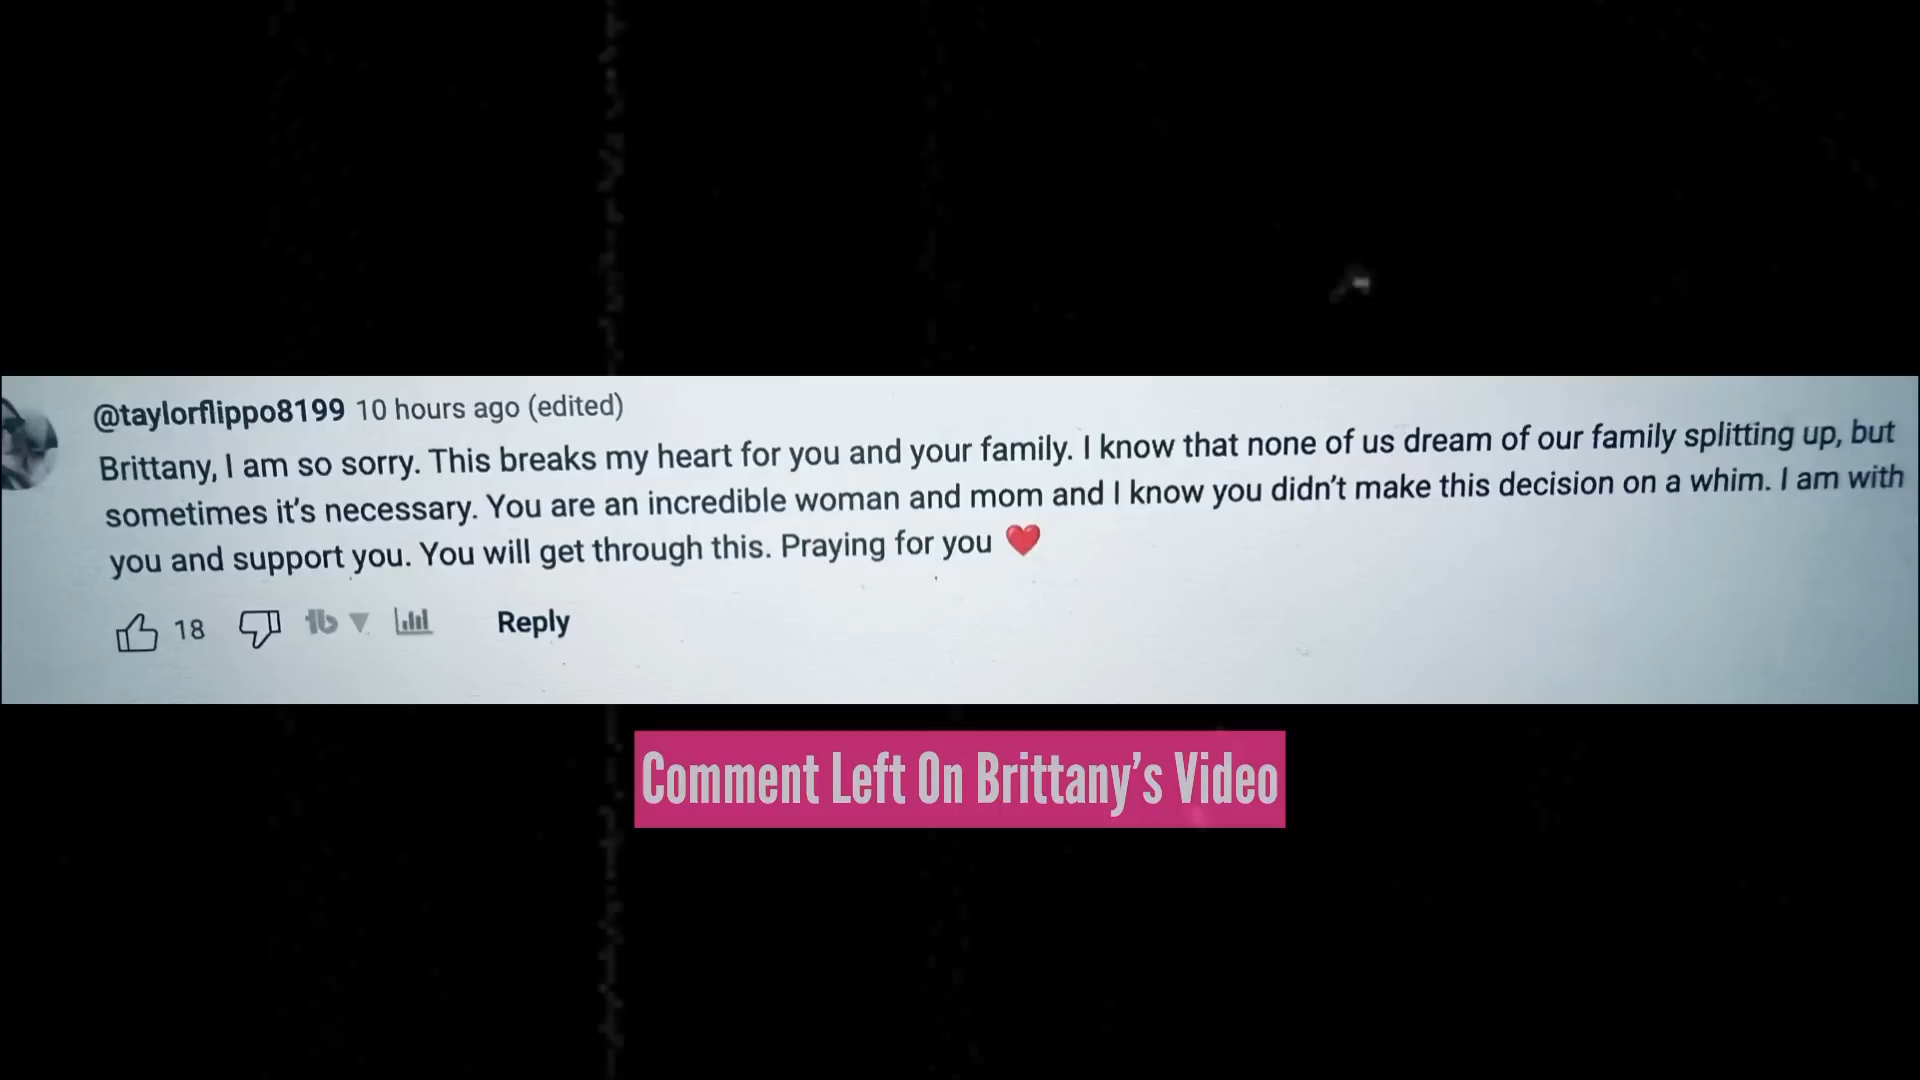 @taylorflippo8199 10 hours ago (edited)
Brittany, I am so sorry. This breaks my heart for you and your family. I know that none of us dream of our family splitting up, but
sometimes it's necessary. You are an incredible woman and mom and I know you didn't make this decision on a whim. I am with
you and support you. You will get through this. Praying for you ❤️
18 Reply
Comment Left On Brittany's Video